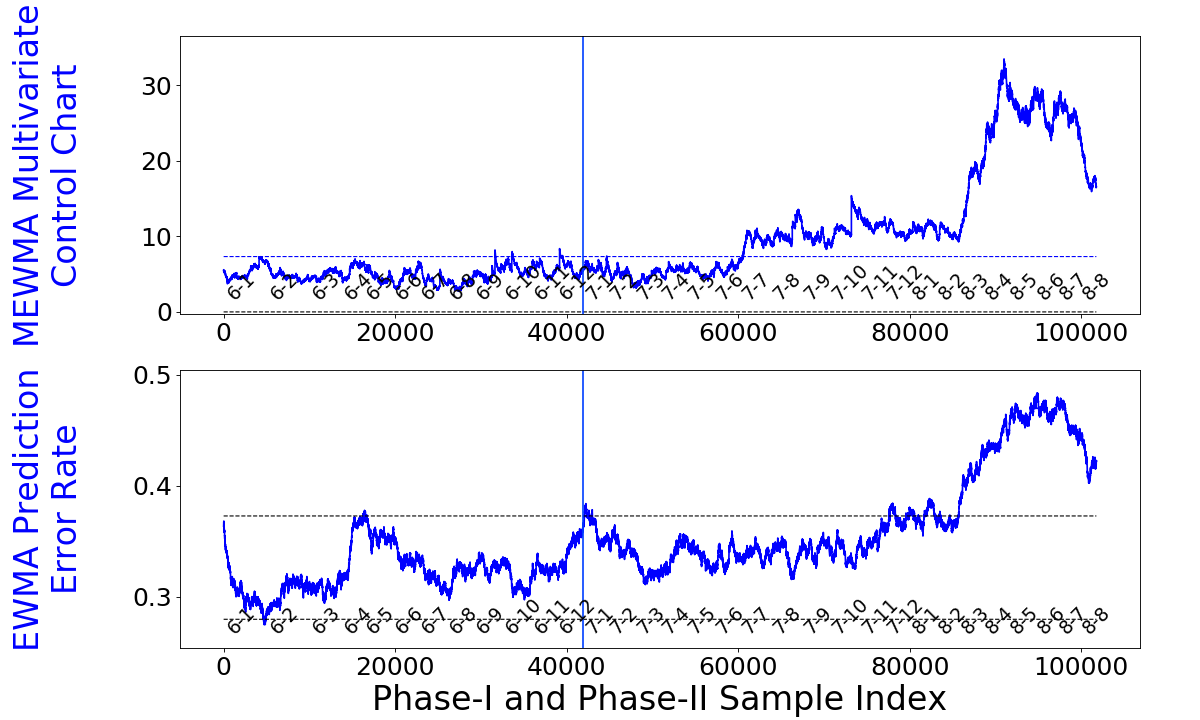 MEWMA Multivariate
Control Chart
30
20
10
0
6-1 6-2 6-3 6-4 6-5 6-6 6-7 6-8 6-9 6-10 6-11 6-12 7-1 7-2 7-3 7-4 7-5 7-6 7-7 7-8 7-9 7-10 7-11 7-12 8-1 8-2 8-3 8-4 8-5 8-6 8-7 8-8
0 20000 40000 60000 80000 100000
EWMA Prediction
Error Rate
0.5
0.4
0.3
6-1 6-2 6-3 6-4 6-5 6-6 6-7 6-8 6-9 6-10 6-11 6-12 7-1 7-2 7-3 7-4 7-5 7-6 7-7 7-8 7-9 7-10 7-11 7-12 8-1 8-2 8-3 8-4 8-5 8-6 8-7 8-8
0 20000 40000 60000 80000 100000
Phase-I and Phase-II Sample Index